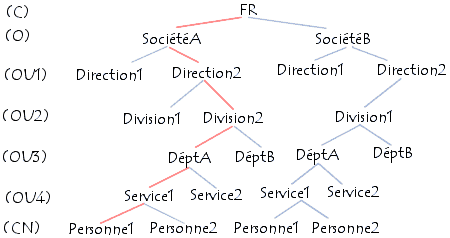 (C) FR
(O) SociétéA SociétéB
(OU1) Direction1 Direction2 Direction1 Direction2
(OU2) Division1 Division2 Division1
(OU3) DéptA DéptB DéptA DéptB
(OU4) Service1 Service2 Service1 Service2
(CN) Personne1 Personne2 Personne1 Personne2